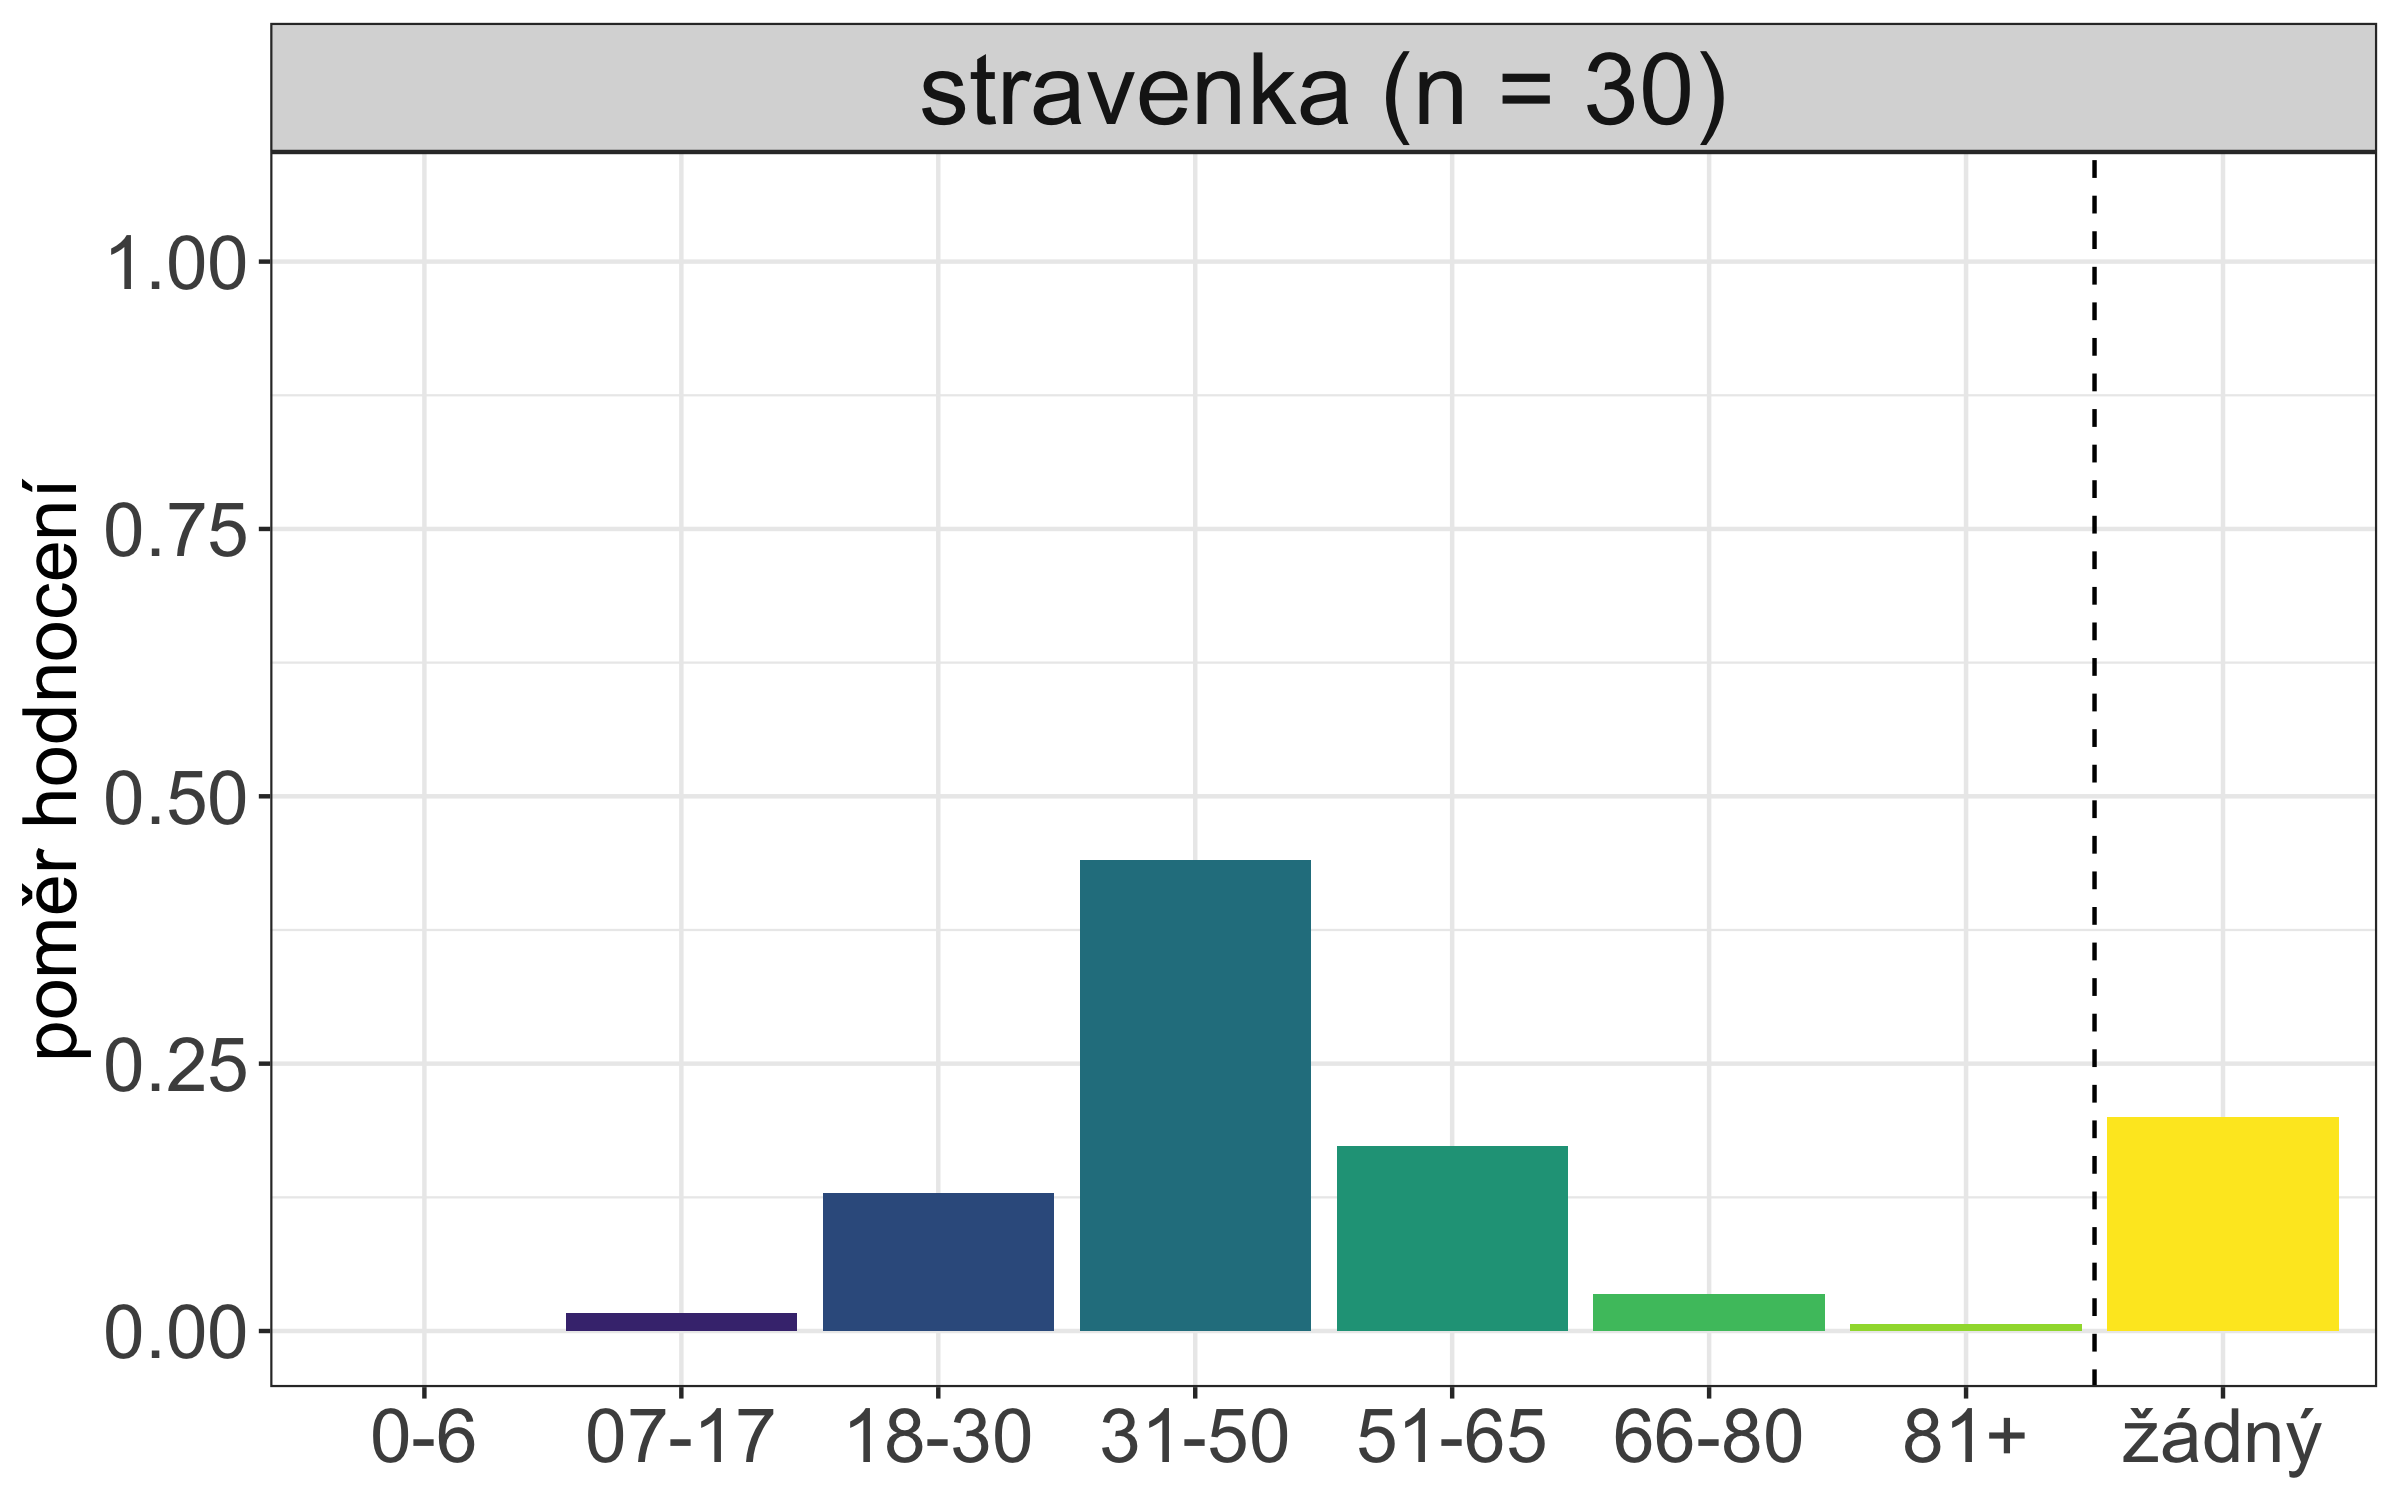 stravenka (n = 30)
poměr hodnocení
1.00
0.75
0.50
0.25
0.00
0-6 07-17 18-30 31-50 51-65 66-80 81+ žádný